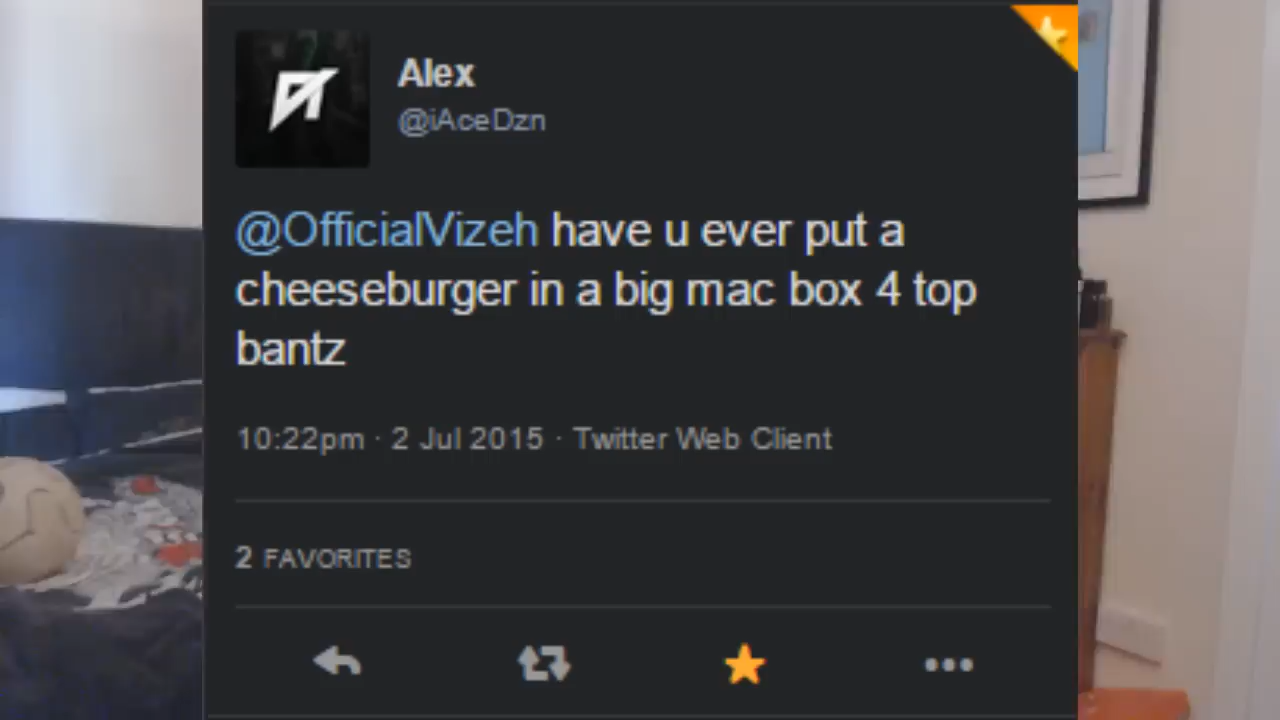 Alex
@iAceDzn
@OfficialVizeh have u ever put a
cheeseburger in a big mac box 4 top
bantz
10:22pm · 2 Jul 2015 · Twitter Web Client
2 FAVORITES